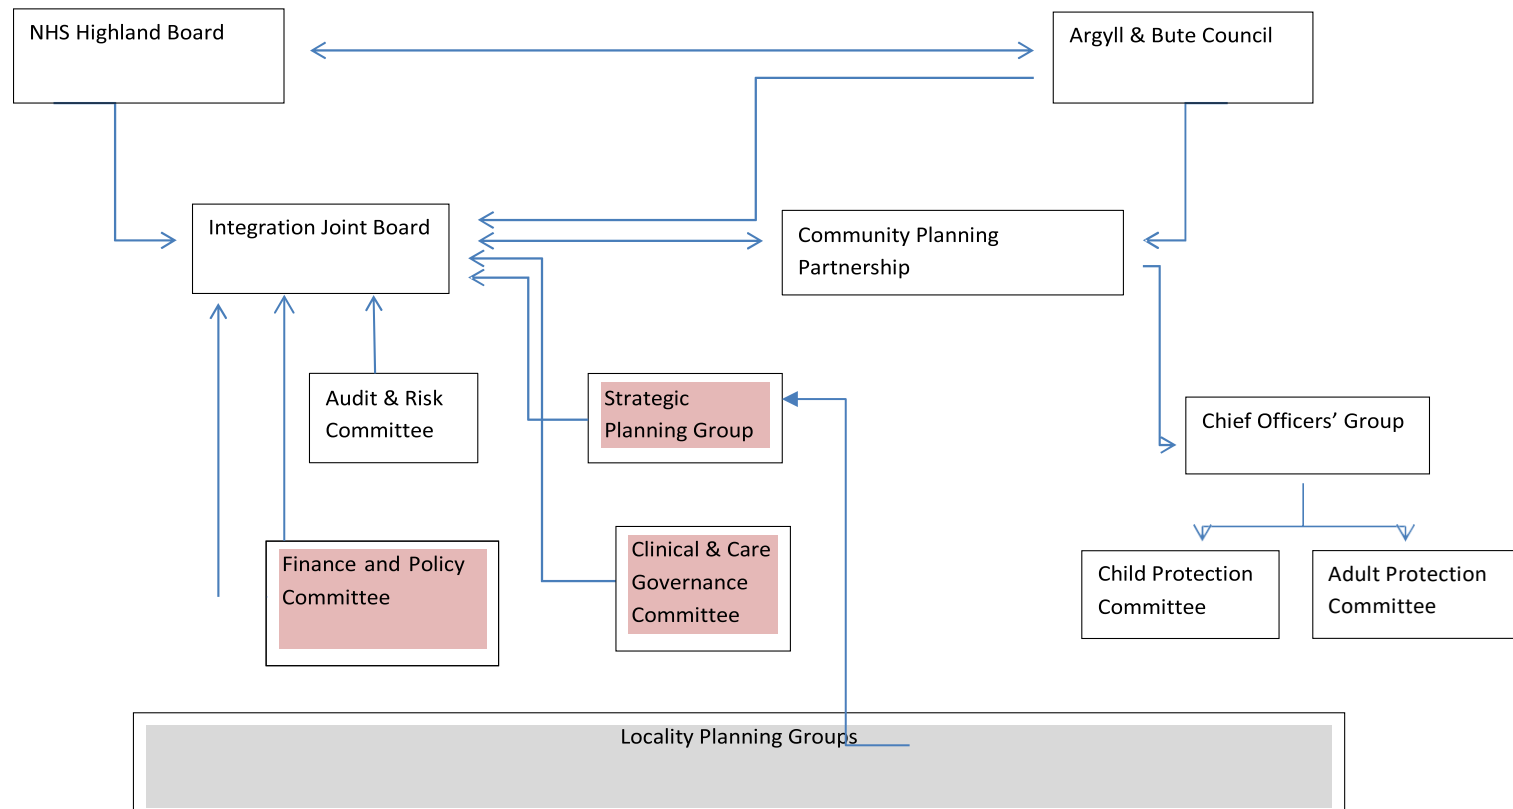 NHS Highland Board
Argyll & Bute Council
Integration Joint Board
Community Planning
Partnership
Audit & Risk
Committee
Strategic
Planning Group
Chief Officers’ Group
Finance and Policy
Committee
Clinical & Care
Governance
Committee
Child Protection
Committee
Adult Protection
Committee
Locality Planning Groups